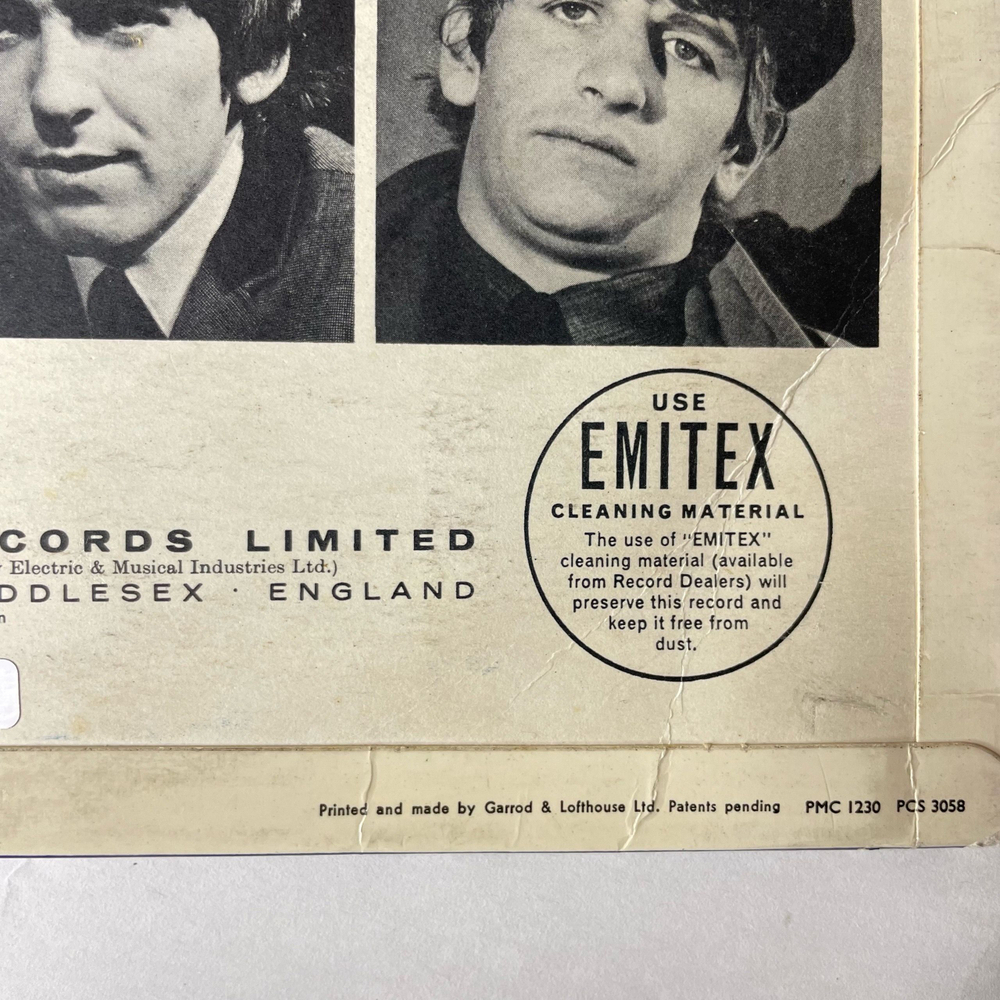 USE
EMITEX
CLEANING MATERIAL
The use of "EMITEX"
cleaning material (available
from Record Dealers) will
preserve this record and
keep it free from
dust.
CORDS LIMITED
Electric & Musical Industries Ltd.)
DDLESEX · ENGLAND
n
Printed and made by Garrod & Lofthouse Ltd. Patents pending PMC 1230 PCS 3058